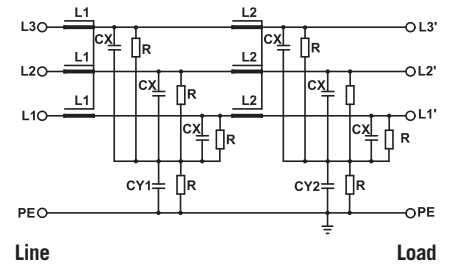 L1 L2
L3 CX R CX R L3'
L1 L2
L2 CX R CX L2'
L1 L2
L1 CX R CX R L1'
CY1 R CY2 R
PE PE
Line Load